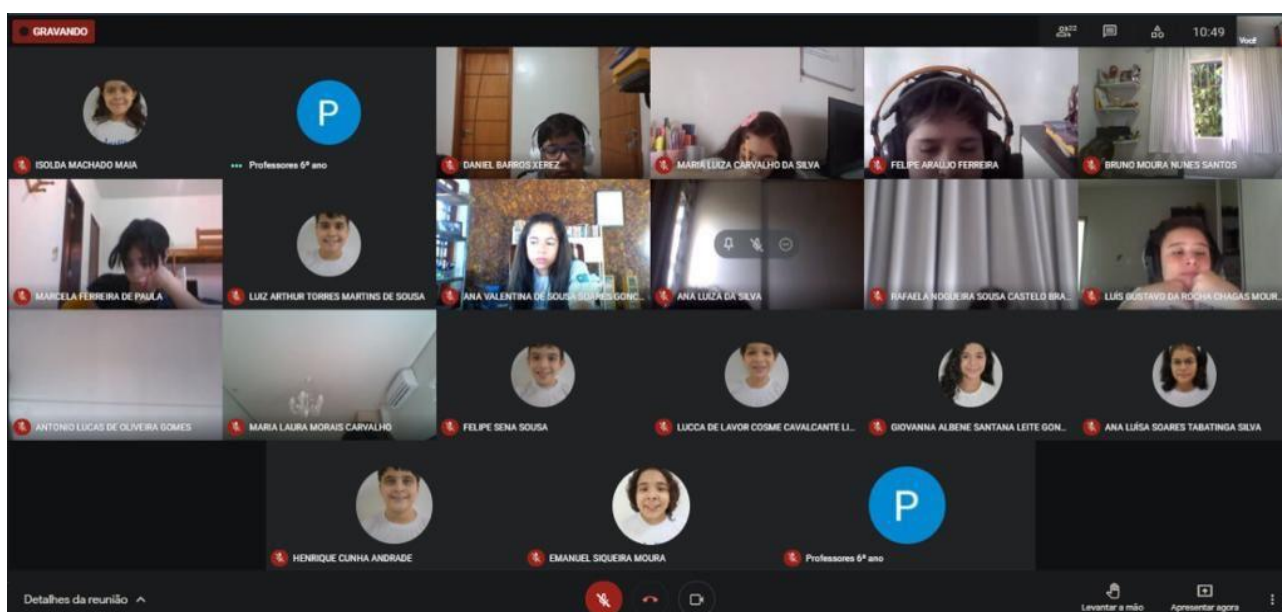 GRAVANDO
22
10:49
Você
ISOLDA MACHADO MAIA
Professores 6º ano
DANIEL BARROS XEREZ
MARIA LUIZA CARVALHO DA SILVA
FELIPE ARAUJO FERREIRA
BRUNO MOURA NUNES SANTOS
MARCELA FERREIRA DE PAULA
LUIZ ARTHUR TORRES MARTINS DE SOUSA
ANA VALENTINA DE SOUSA SOARES GONC...
ANA LUIZA DA SILVA
RAFAELA NOGUEIRA SOUSA CASTELO BRA...
LUÍS GUSTAVO DA ROCHA CHAGAS MOUR...
ANTONIO LUCAS DE OLIVEIRA GOMES
MARIA LAURA MORAIS CARVALHO
FELIPE SENA SOUSA
LUCCA DE LAVOR COSME CAVALCANTE LI...
GIOVANNA ALBENE SANTANA LEITE GON...
ANA LUÍSA SOARES TABATINGA SILVA
HENRIQUE CUNHA ANDRADE
EMANUEL SIQUEIRA MOURA
P
Professores 6º ano
P
Detalhes da reunião
Levantar a mão
Apresentar agora